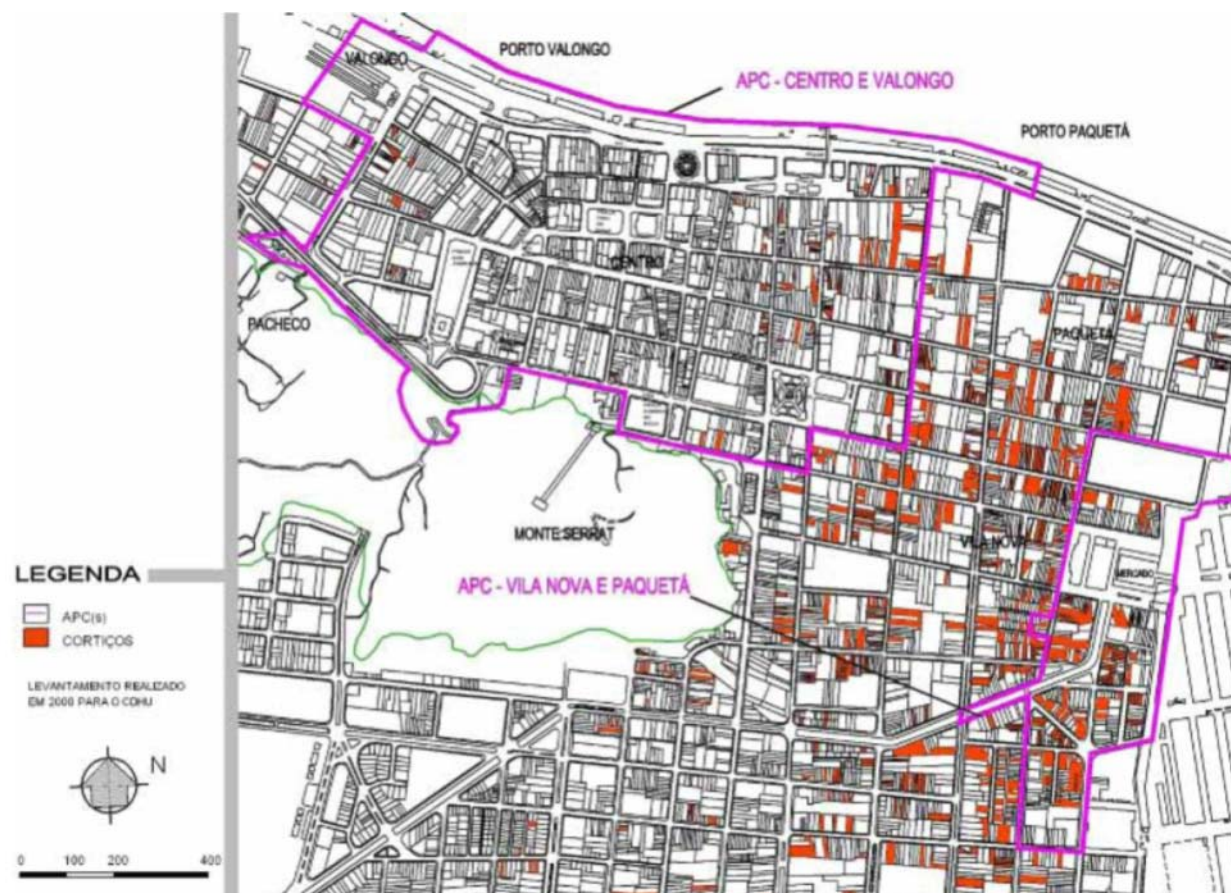 VALONGO
PORTO VALONGO
APC - CENTRO E VALONGO
PORTO PAQUETÁ
CENTRO
PACHECO
PAQUETÁ
MONTE SERRAT
VILA NOVA
MERCADO
APC - VILA NOVA E PAQUETÁ
LEGENDA
APC(s)
CORTIÇOS
LEVANTAMENTO REALIZADO
EM 2000 PARA O COHU
N
0 100 200 400